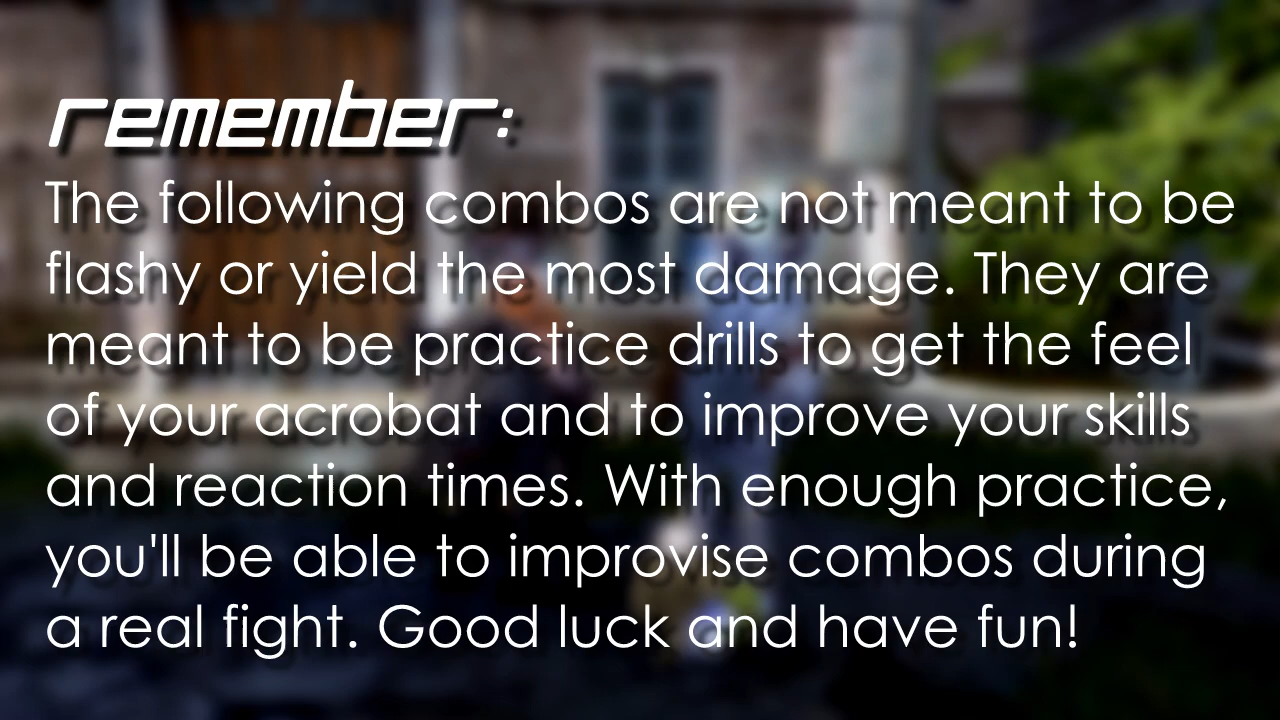 remember:
The following combos are not meant to be
flashy or yield the most damage. They are
meant to be practice drills to get the feel
of your acrobat and to improve your skills
and reaction times. With enough practice,
you'll be able to improvise combos during
a real fight. Good luck and have fun!